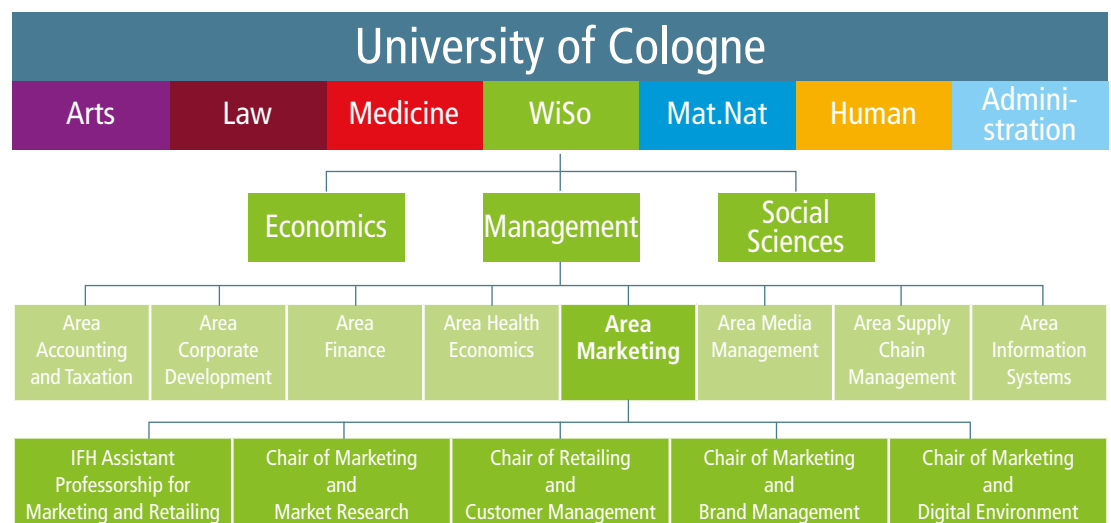 University of Cologne
Arts
Law
Medicine
WiSo
Mat.Nat
Human
Admini-
stration
Economics
Management
Social
Sciences
Area
Accounting
and Taxation
Area
Corporate
Development
Area
Finance
Area Health
Economics
Area
Marketing
Area Media
Management
Area Supply
Chain
Management
Area
Information
Systems
IFH Assistant
Professorship for
Marketing and Retailing
Chair of Marketing
and
Market Research
Chair of Retailing
and
Customer Management
Chair of Marketing
and
Brand Management
Chair of Marketing
and
Digital Environment